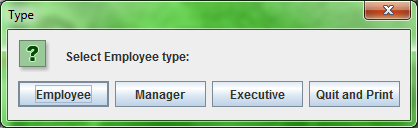 Type
?
Select Employee type:
Employee Manager Executive Quit and Print